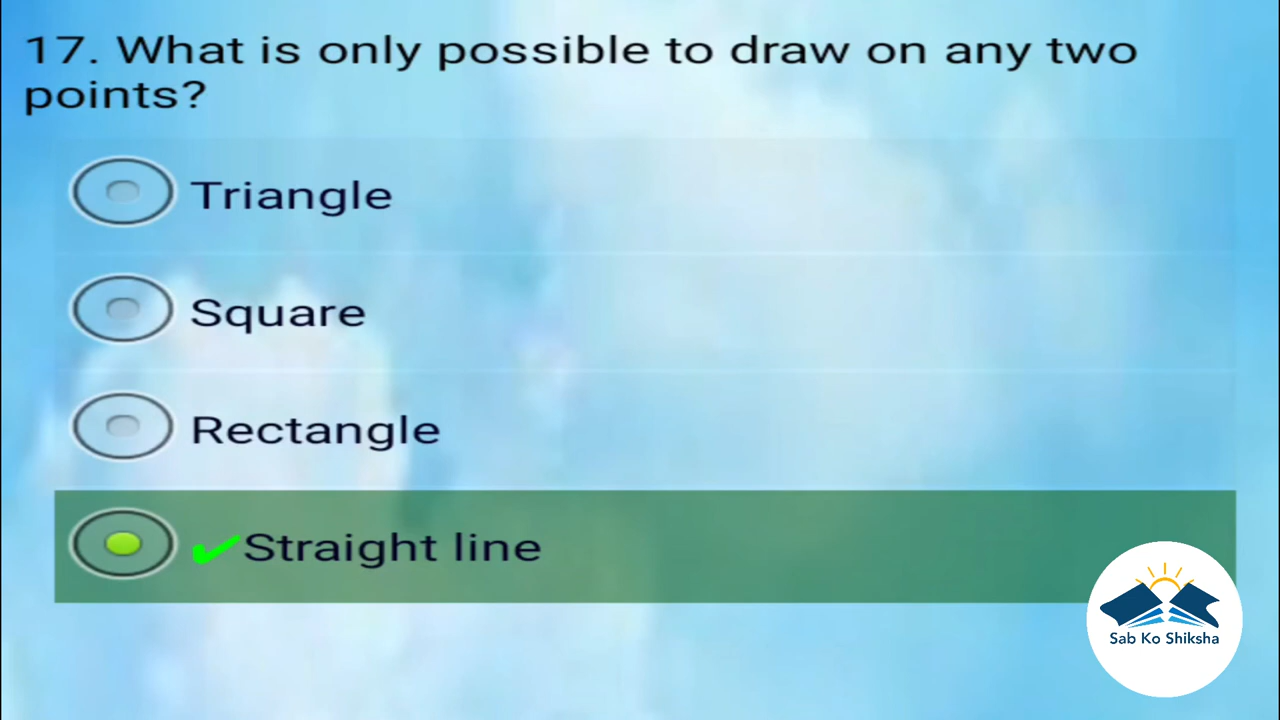 17. What is only possible to draw on any two
points?
Triangle
Square
Rectangle
✔Straight line
Sab Ko Shiksha